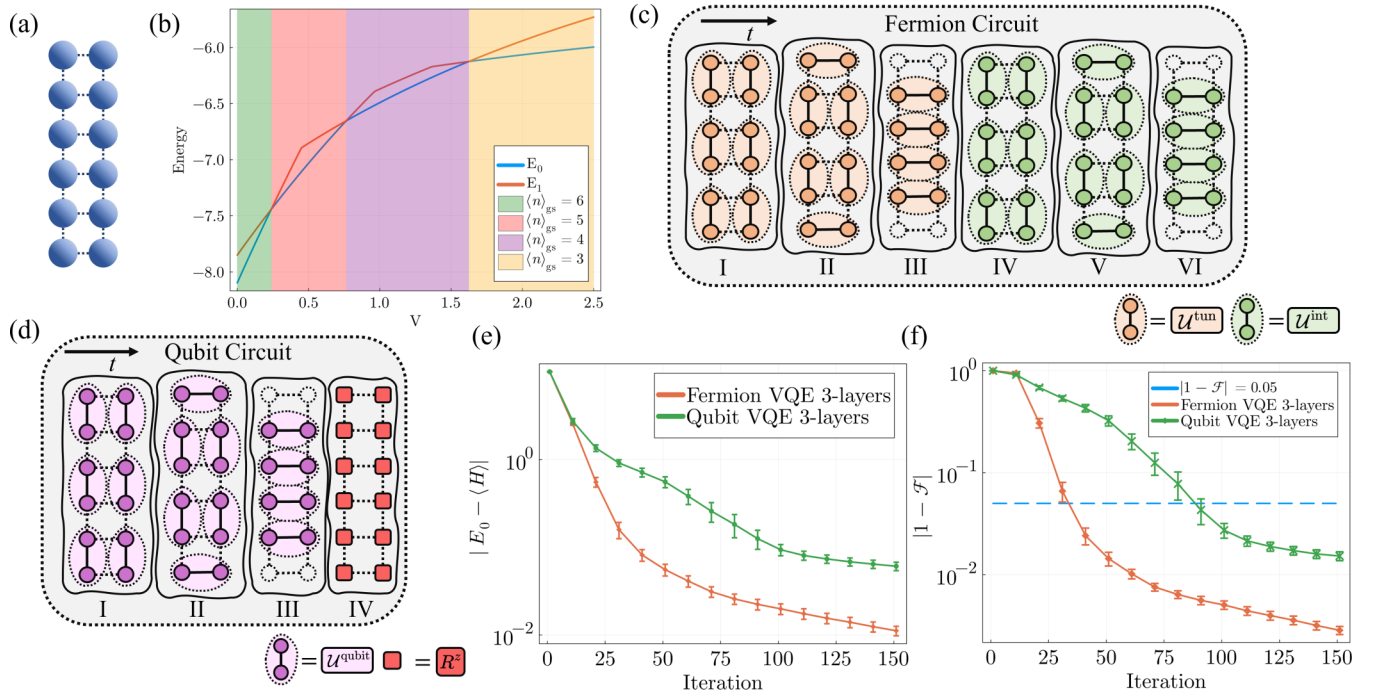 (a)
(b)
Energy
−6.0
−6.5
−7.0
−7.5
−8.0
0.0
0.5
1.0
1.5
2.0
2.5
V
E₀
E₁
⟨n⟩gs = 6
⟨n⟩gs = 5
⟨n⟩gs = 4
⟨n⟩gs = 3
(c)
t
Fermion Circuit
I
II
III
IV
V
VI
= 𝒰^tun
= 𝒰^int
(d)
t
Qubit Circuit
I
II
III
IV
= 𝒰^qubit
= R^z
(e)
| E₀ − ⟨H⟩|
10⁰
10⁻²
0
25
50
75
100
125
150
Iteration
Fermion VQE 3-layers
Qubit VQE 3-layers
(f)
|1 − ℱ|
10⁰
10⁻¹
10⁻²
0
25
50
75
100
125
150
Iteration
|1 − ℱ| = 0.05
Fermion VQE 3-layers
Qubit VQE 3-layers